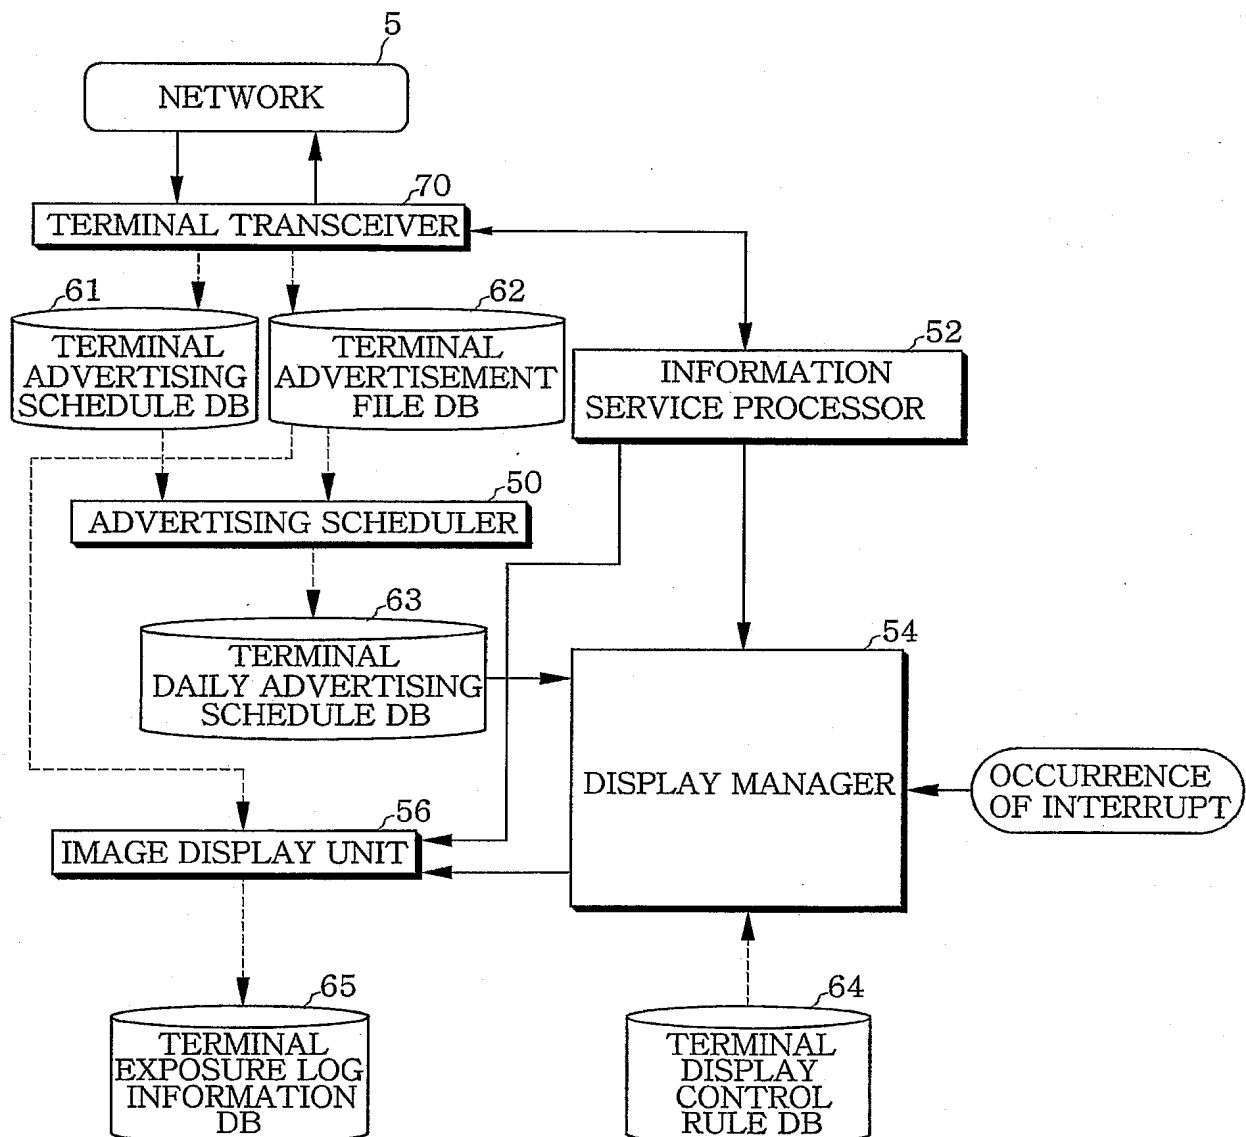 5
NETWORK
70
TERMINAL TRANSCEIVER
61
TERMINAL
ADVERTISING
SCHEDULE DB
62
TERMINAL
ADVERTISEMENT
FILE DB
52
INFORMATION
SERVICE PROCESSOR
50
ADVERTISING SCHEDULER
63
TERMINAL
DAILY ADVERTISING
SCHEDULE DB
54
DISPLAY MANAGER
OCCURRENCE
OF INTERRUPT
56
IMAGE DISPLAY UNIT
65
TERMINAL
EXPOSURE LOG
INFORMATION
DB
64
TERMINAL
DISPLAY
CONTROL
RULE DB